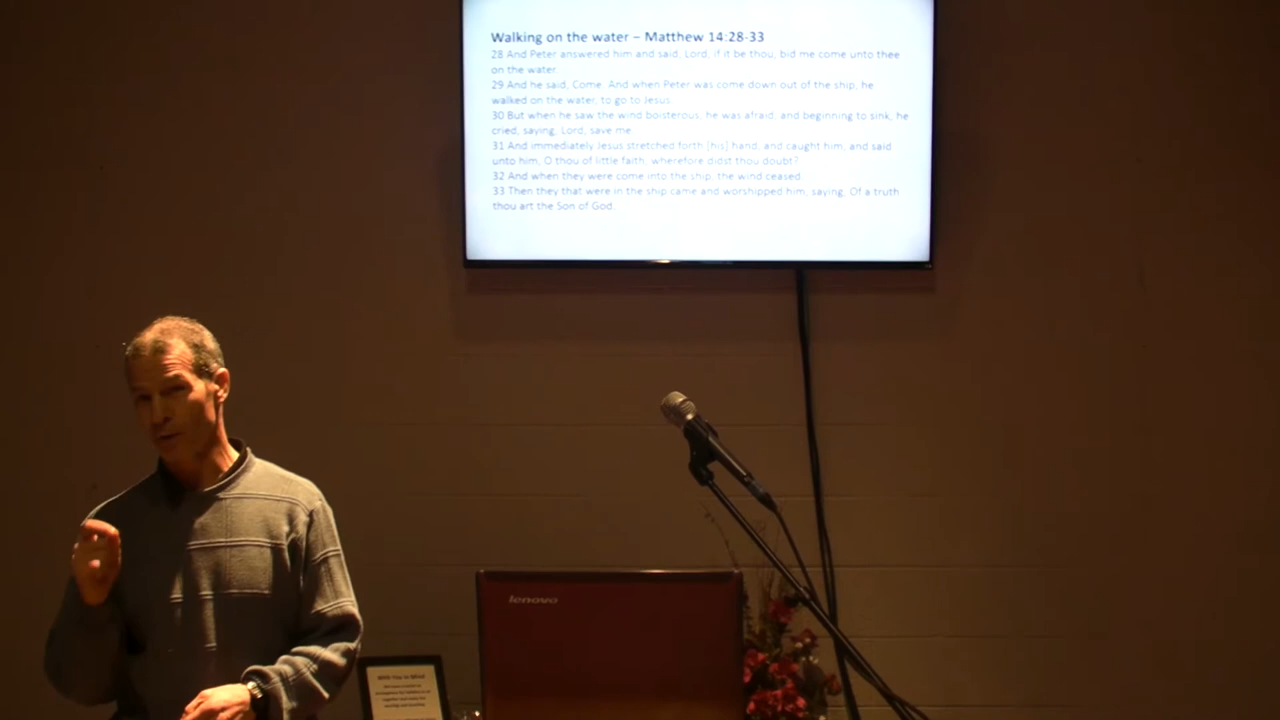 Walking on the water – Matthew 14:28-33
28 And Peter answered him and said, Lord, if it be thou, bid me come unto thee
on the water.
29 And he said, Come. And when Peter was come down out of the ship, he
walked on the water, to go to Jesus.
30 But when he saw the wind boisterous, he was afraid; and beginning to sink, he
cried, saying, Lord, save me.
31 And immediately Jesus stretched forth [his] hand, and caught him, and said
unto him, O thou of little faith, wherefore didst thou doubt?
32 And when they were come into the ship, the wind ceased.
33 Then they that were in the ship came and worshipped him, saying, Of a truth
thou art the Son of God.
lenovo
With You in Mind